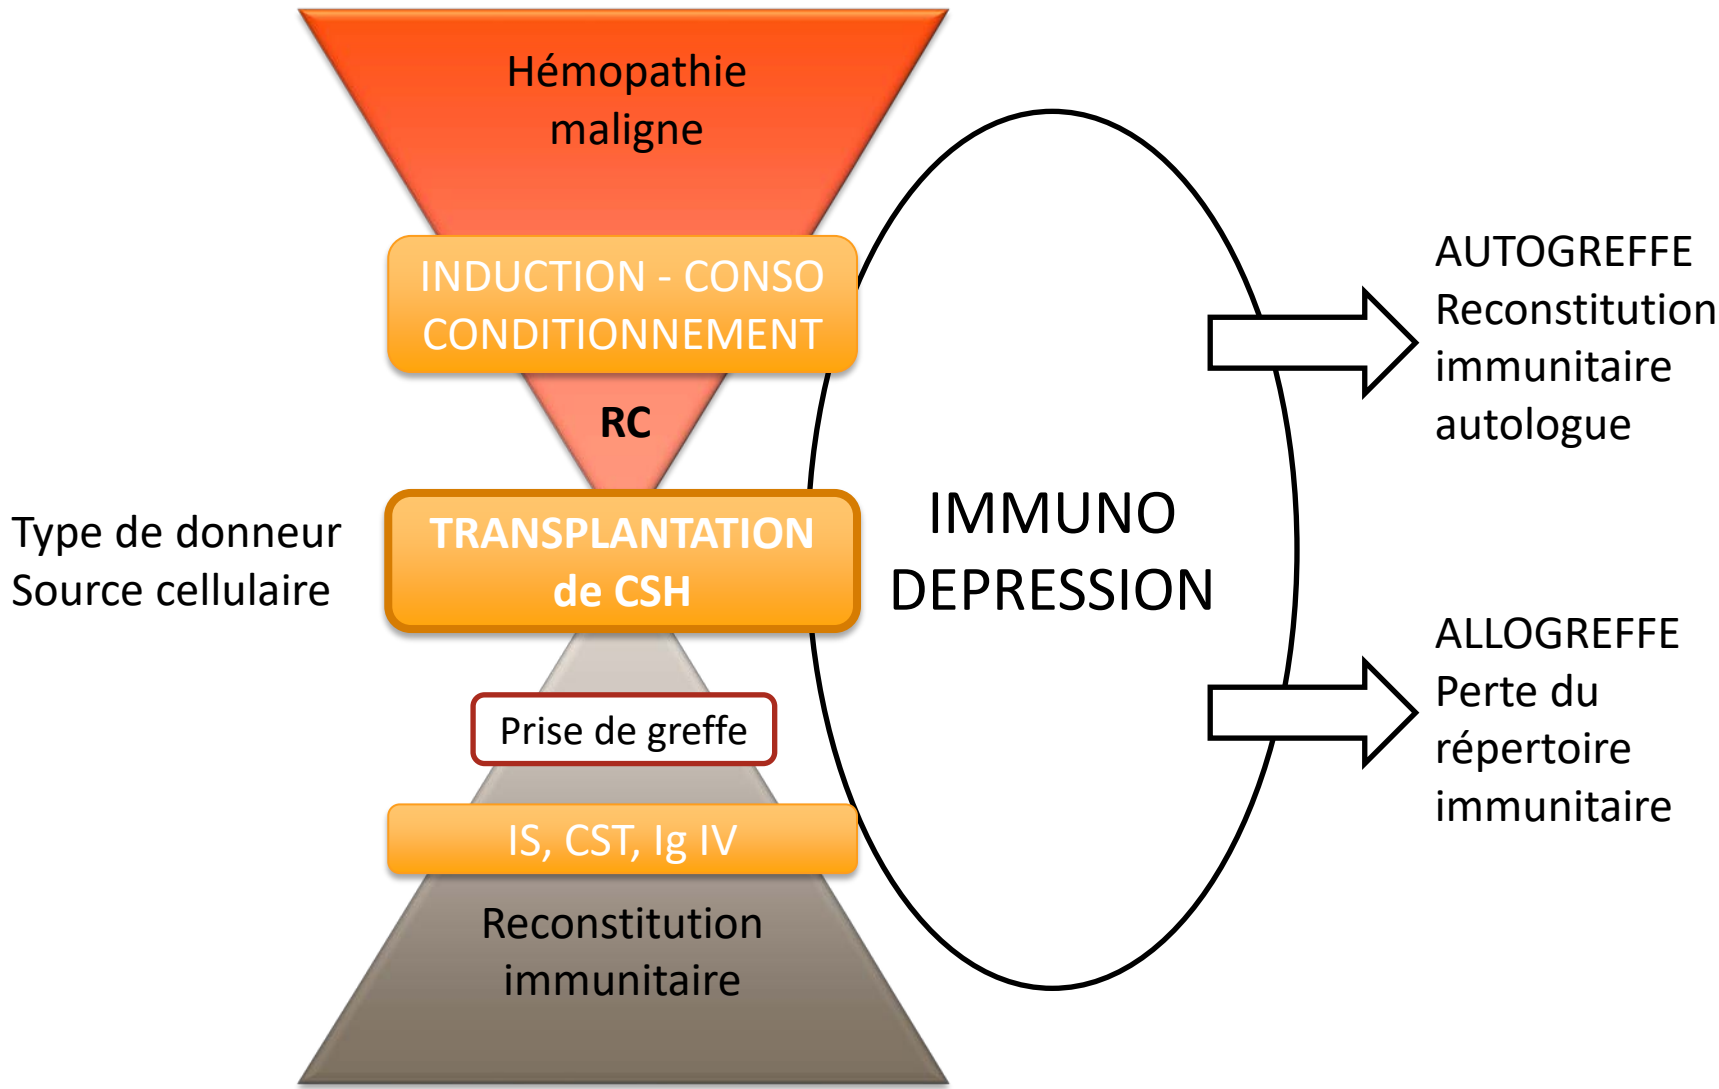 Hémopathie
maligne
INDUCTION - CONSO
CONDITIONNEMENT
RC
Type de donneur
Source cellulaire
TRANSPLANTATION
de CSH
Prise de greffe
IS, CST, Ig IV
Reconstitution
immunitaire
IMMUNO
DEPRESSION
AUTOGREFFE
Reconstitution
immunitaire
autologue
ALLOGREFFE
Perte du
répertoire
immunitaire